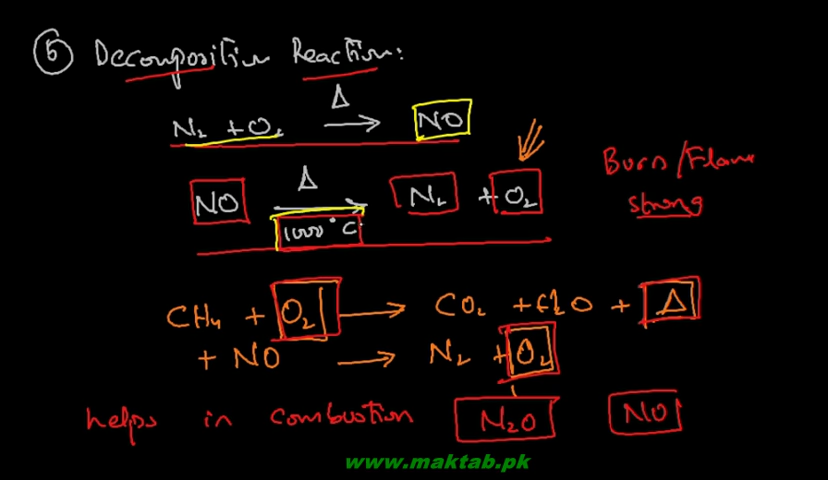 ⑤ Decomposition Reaction:
N₂ + O₂ —Δ→ NO
NO —Δ, 1000°C→ N₂ + O₂
Burn/Flame
strong
CH₄ + O₂ → CO₂ + H₂O + Δ
+ NO → N₂ + O₂
helps in combustion N₂O NO
www.maktab.pk